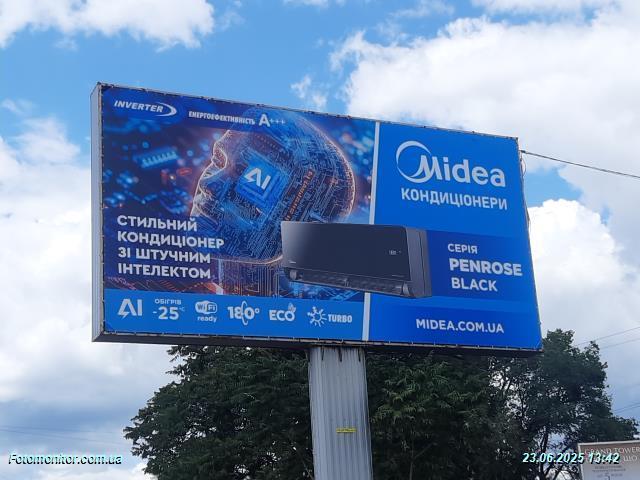 INVERTER
ЕНЕРГОЕФЕКТИВНІСТЬ A+++
AI
СТИЛЬНИЙ
КОНДИЦІОНЕР
ЗІ ШТУЧНИМ
ІНТЕЛЕКТОМ
Midea
КОНДИЦІОНЕРИ
СЕРІЯ
PENROSE
BLACK
AI
ОБІГРІВ
-25°C
WiFi
ready
180°
ECO
TURBO
MIDEA.COM.UA
Fotomonitor.com.ua
23.06.2025 13:42